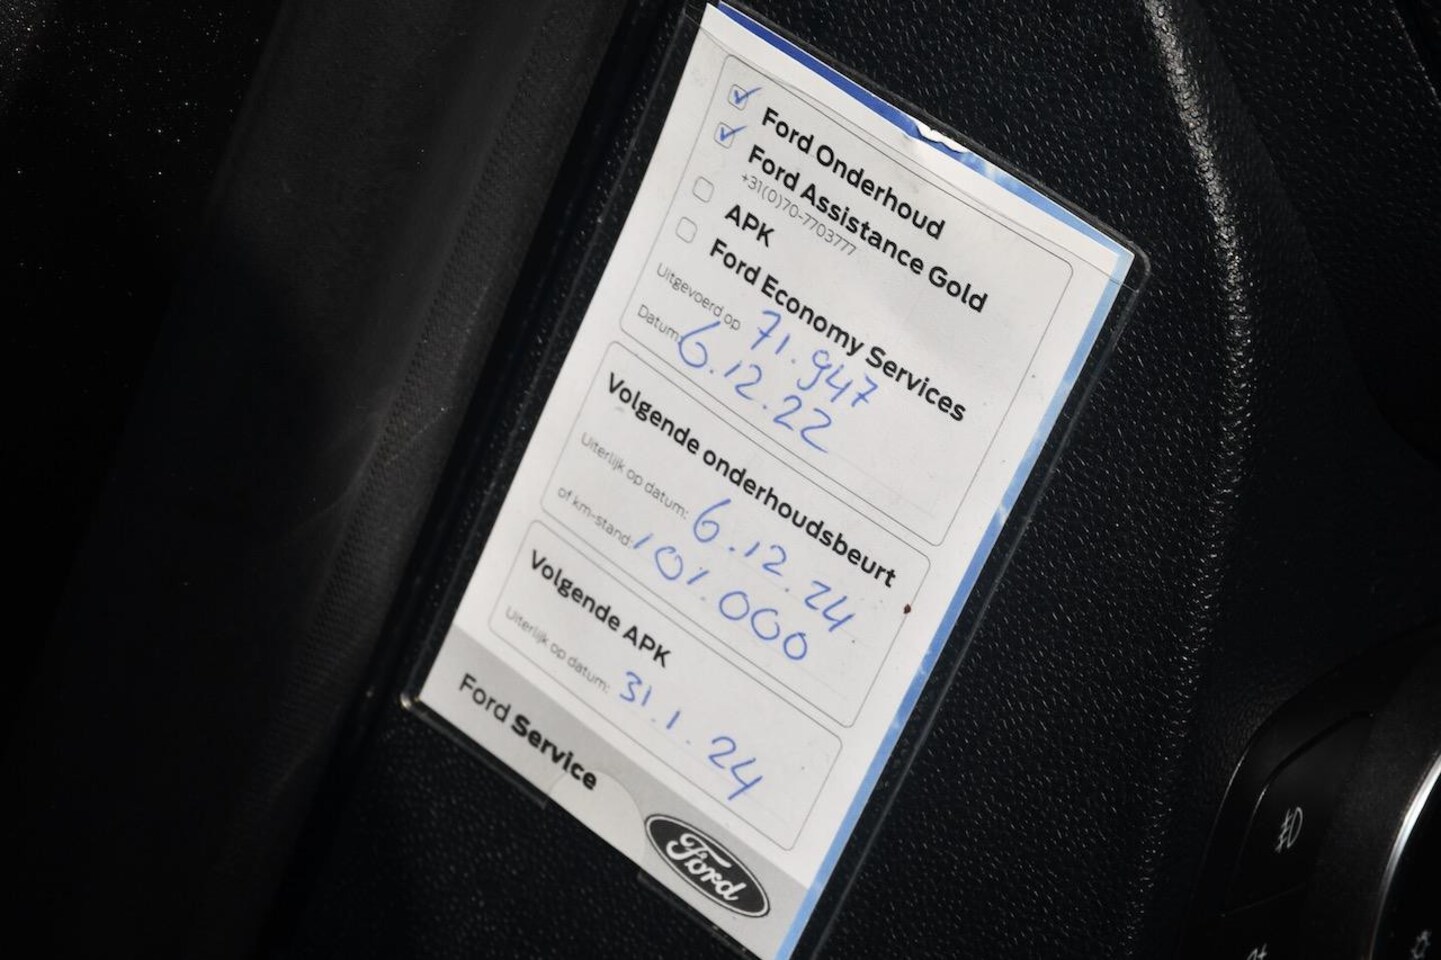 Ford Onderhoud
Ford Assistance Gold
+31(0)70-7703777
APK
Ford Economy Services
Uitgevoerd op 71.947
Datum: 6.12.22
Volgende onderhoudsbeurt
Uiterlijk op datum: 6.12.24
of km-stand: 101.000
Volgende APK
Uiterlijk op datum: 31.1.24
Ford Service
Ford